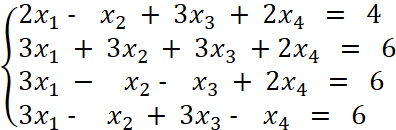 2x₁ - x₂ + 3x₃ + 2x₄ = 4
3x₁ + 3x₂ + 3x₃ + 2x₄ = 6
3x₁ − x₂ - x₃ + 2x₄ = 6
3x₁ - x₂ + 3x₃ - x₄ = 6